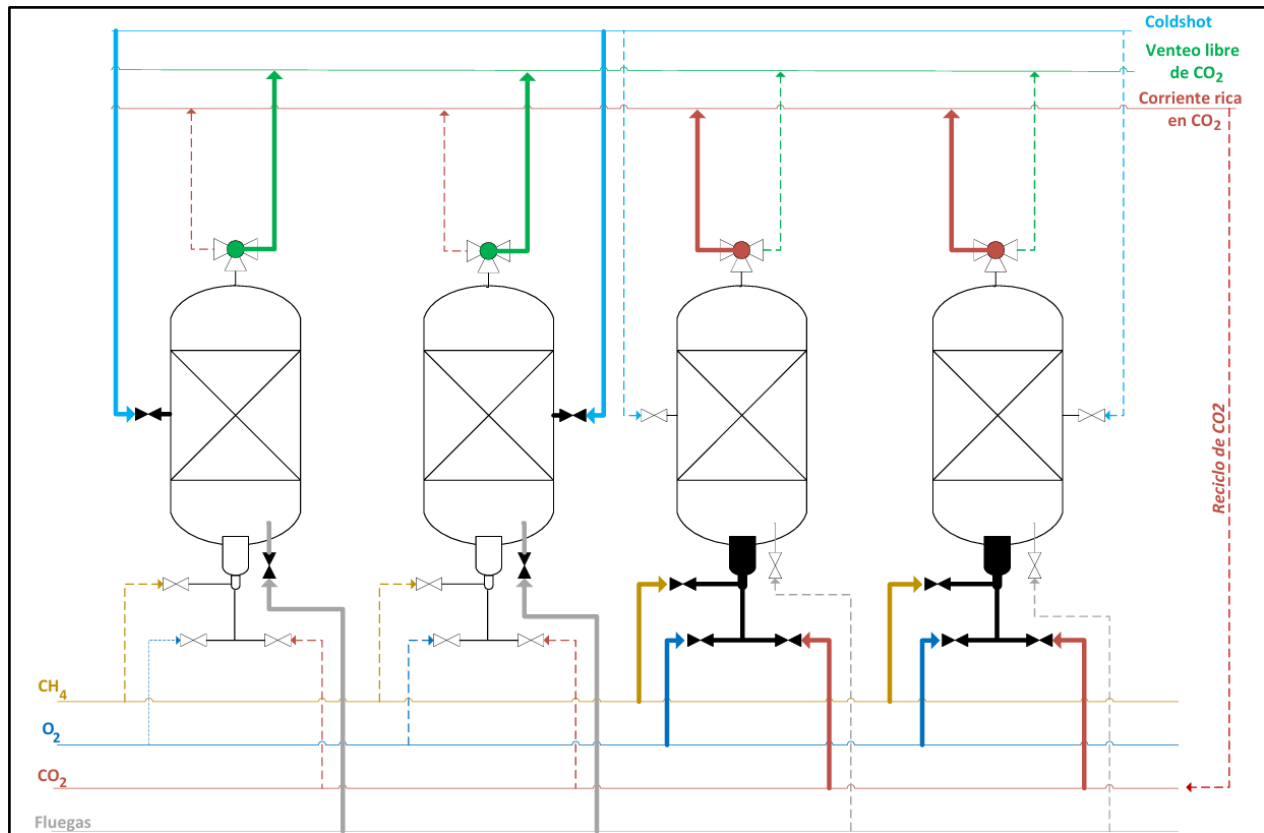 Coldshot
Venteo libre
de CO₂
Corriente rica
en CO₂
Reciclo de CO2
CH₄
O₂
CO₂
Fluegas